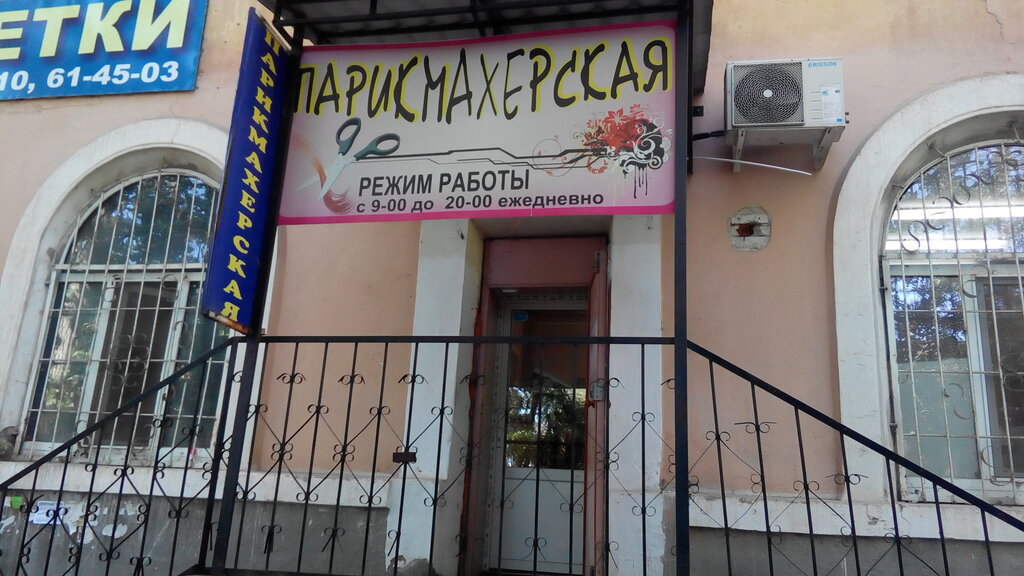 ЕТКИ
10, 61-45-03
ПАРИКМАХЕРСКАЯ
ПАРИКМАХЕРСКАЯ
РЕЖИМ РАБОТЫ
с 9-00 до 20-00 ежедневно
ERISSON